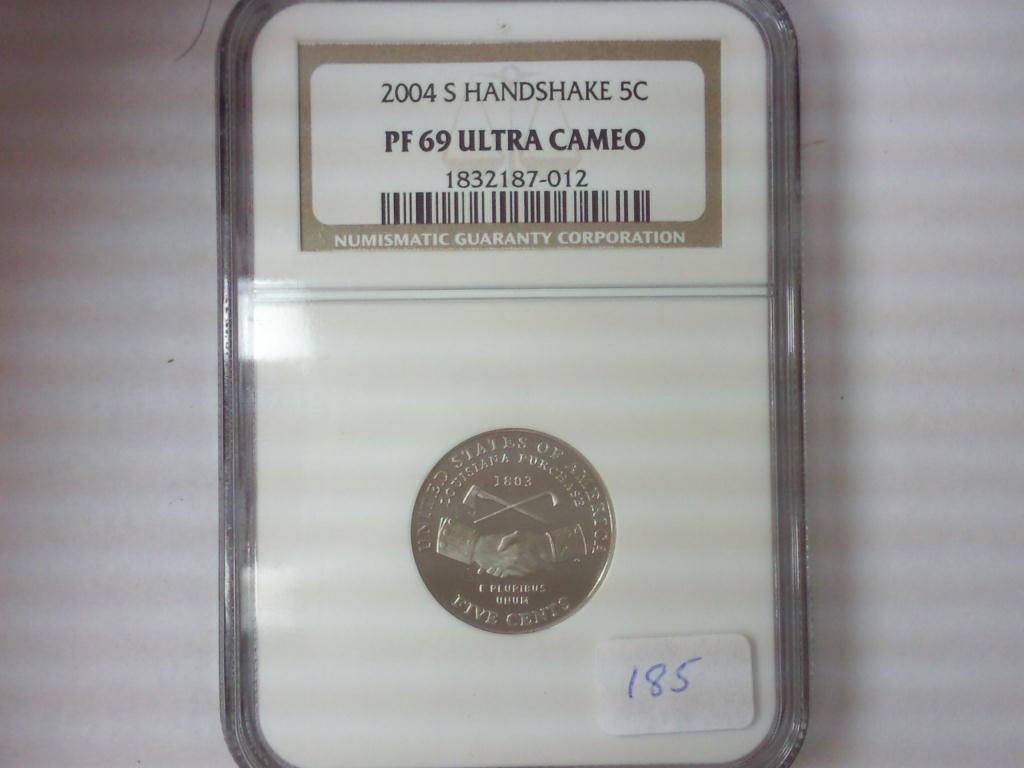 2004 S HANDSHAKE 5C
PF 69 ULTRA CAMEO
1832187-012
NUMISMATIC GUARANTY CORPORATION
UNITED STATES OF AMERICA
LOUISIANA PURCHASE
1803
E PLURIBUS
UNUM
FIVE CENTS
185